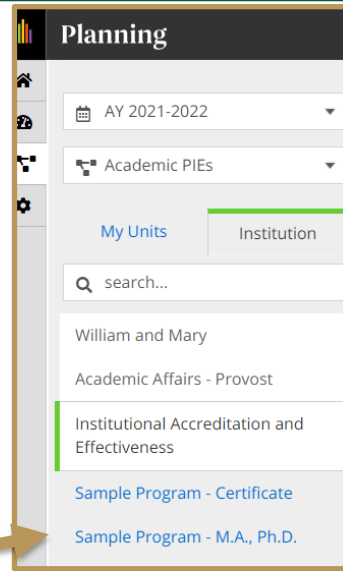 Planning
AY 2021-2022
Academic PIEs
My Units
Institution
search...
William and Mary
Academic Affairs - Provost
Institutional Accreditation and
Effectiveness
Sample Program - Certificate
Sample Program - M.A., Ph.D.